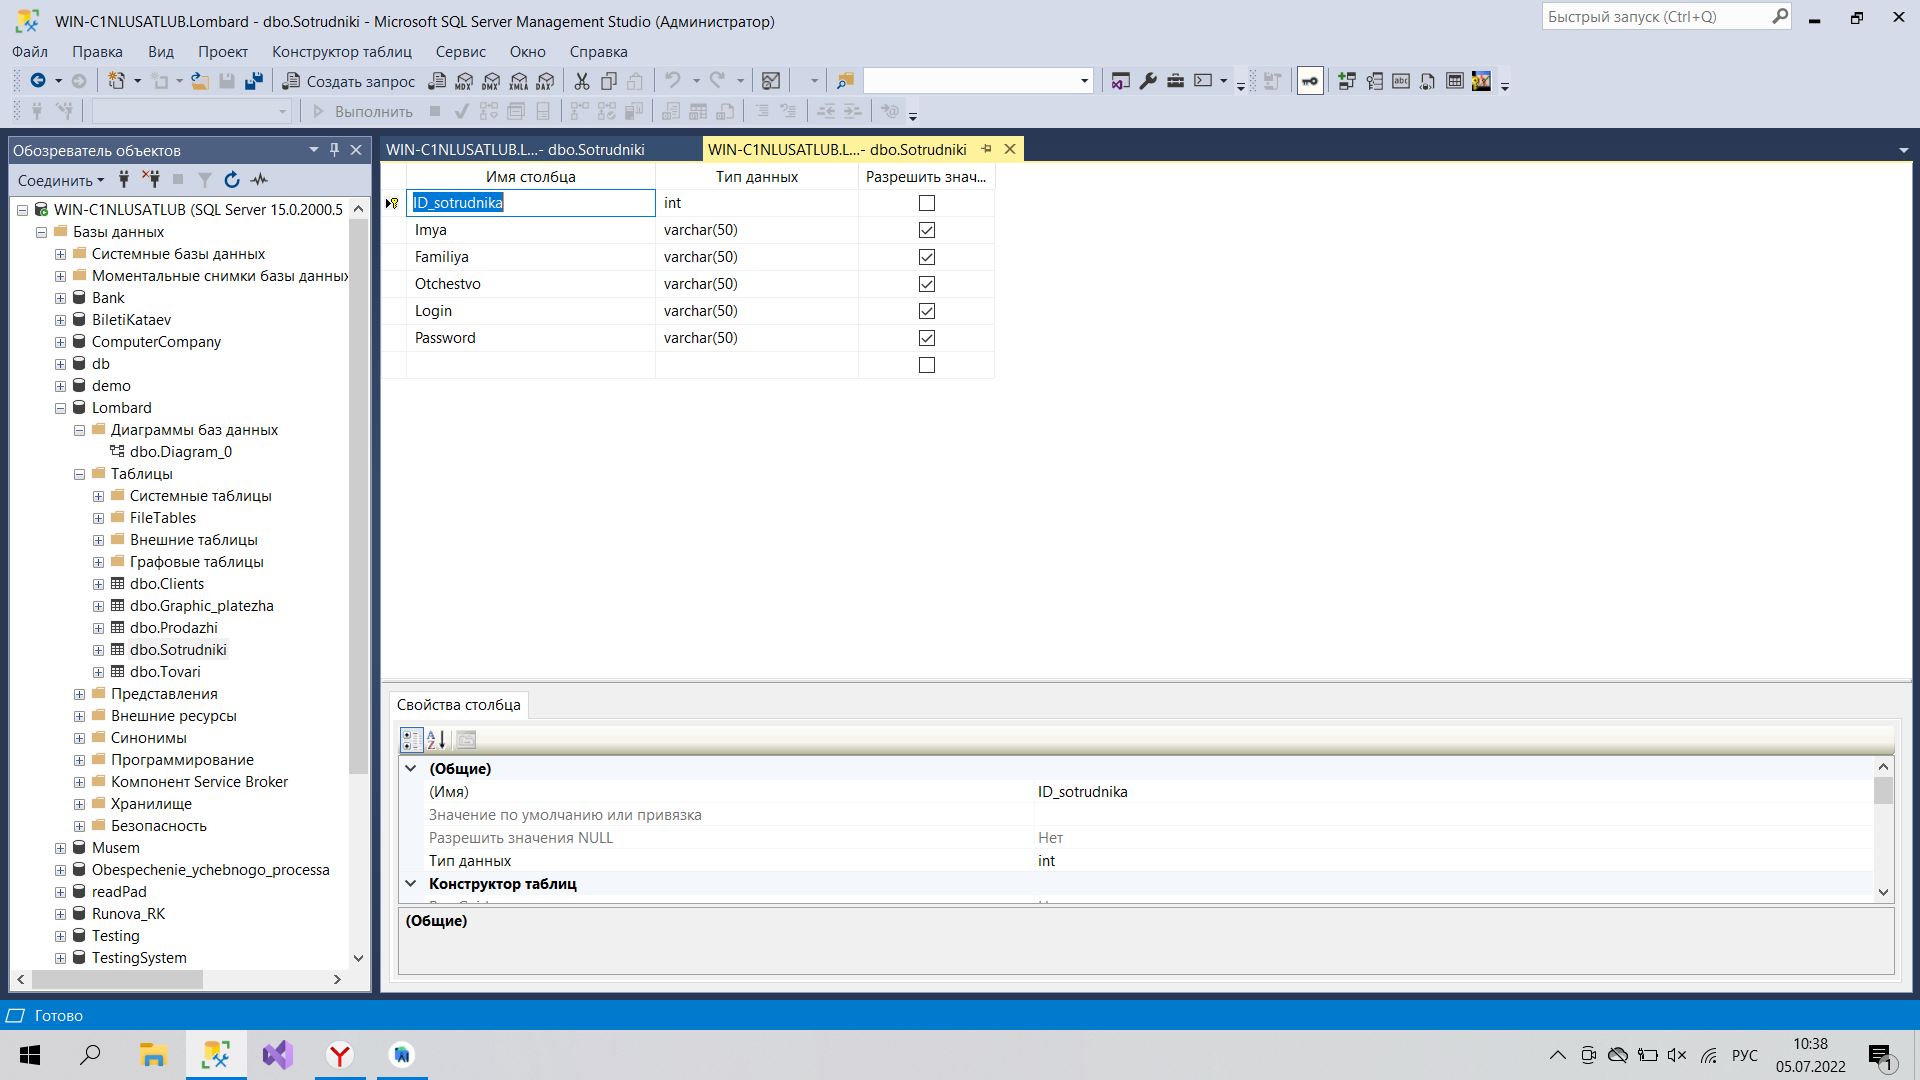 WIN-C1NLUSATLUB.Lombard - dbo.Sotrudniki - Microsoft SQL Server Management Studio (Администратор)
Быстрый запуск (Ctrl+Q)
Файл Правка Вид Проект Конструктор таблиц Сервис Окно Справка
Создать запрос
Выполнить
Обозреватель объектов
Соединить
WIN-C1NLUSATLUB (SQL Server 15.0.2000.5
Базы данных
Системные базы данных
Моментальные снимки базы данных
Bank
BiletiKataev
ComputerCompany
db
demo
Lombard
Диаграммы баз данных
dbo.Diagram_0
Таблицы
Системные таблицы
FileTables
Внешние таблицы
Графовые таблицы
dbo.Clients
dbo.Graphic_platezha
dbo.Prodazhi
dbo.Sotrudniki
dbo.Tovari
Представления
Внешние ресурсы
Синонимы
Программирование
Компонент Service Broker
Хранилище
Безопасность
Musem
Obespechenie_ychebnogo_processa
readPad
Runova_RK
Testing
TestingSystem
WIN-C1NLUSATLUB.L...- dbo.Sotrudniki WIN-C1NLUSATLUB.L...- dbo.Sotrudniki
Имя столбца Тип данных Разрешить знач...
ID_sotrudnika int
Imya varchar(50)
Familiya varchar(50)
Otchestvo varchar(50)
Login varchar(50)
Password varchar(50)
Свойства столбца
(Общие)
(Имя) ID_sotrudnika
Значение по умолчанию или привязка
Разрешить значения NULL Нет
Тип данных int
Конструктор таблиц
(Общие)
Готово
РУС
10:38
05.07.2022
1